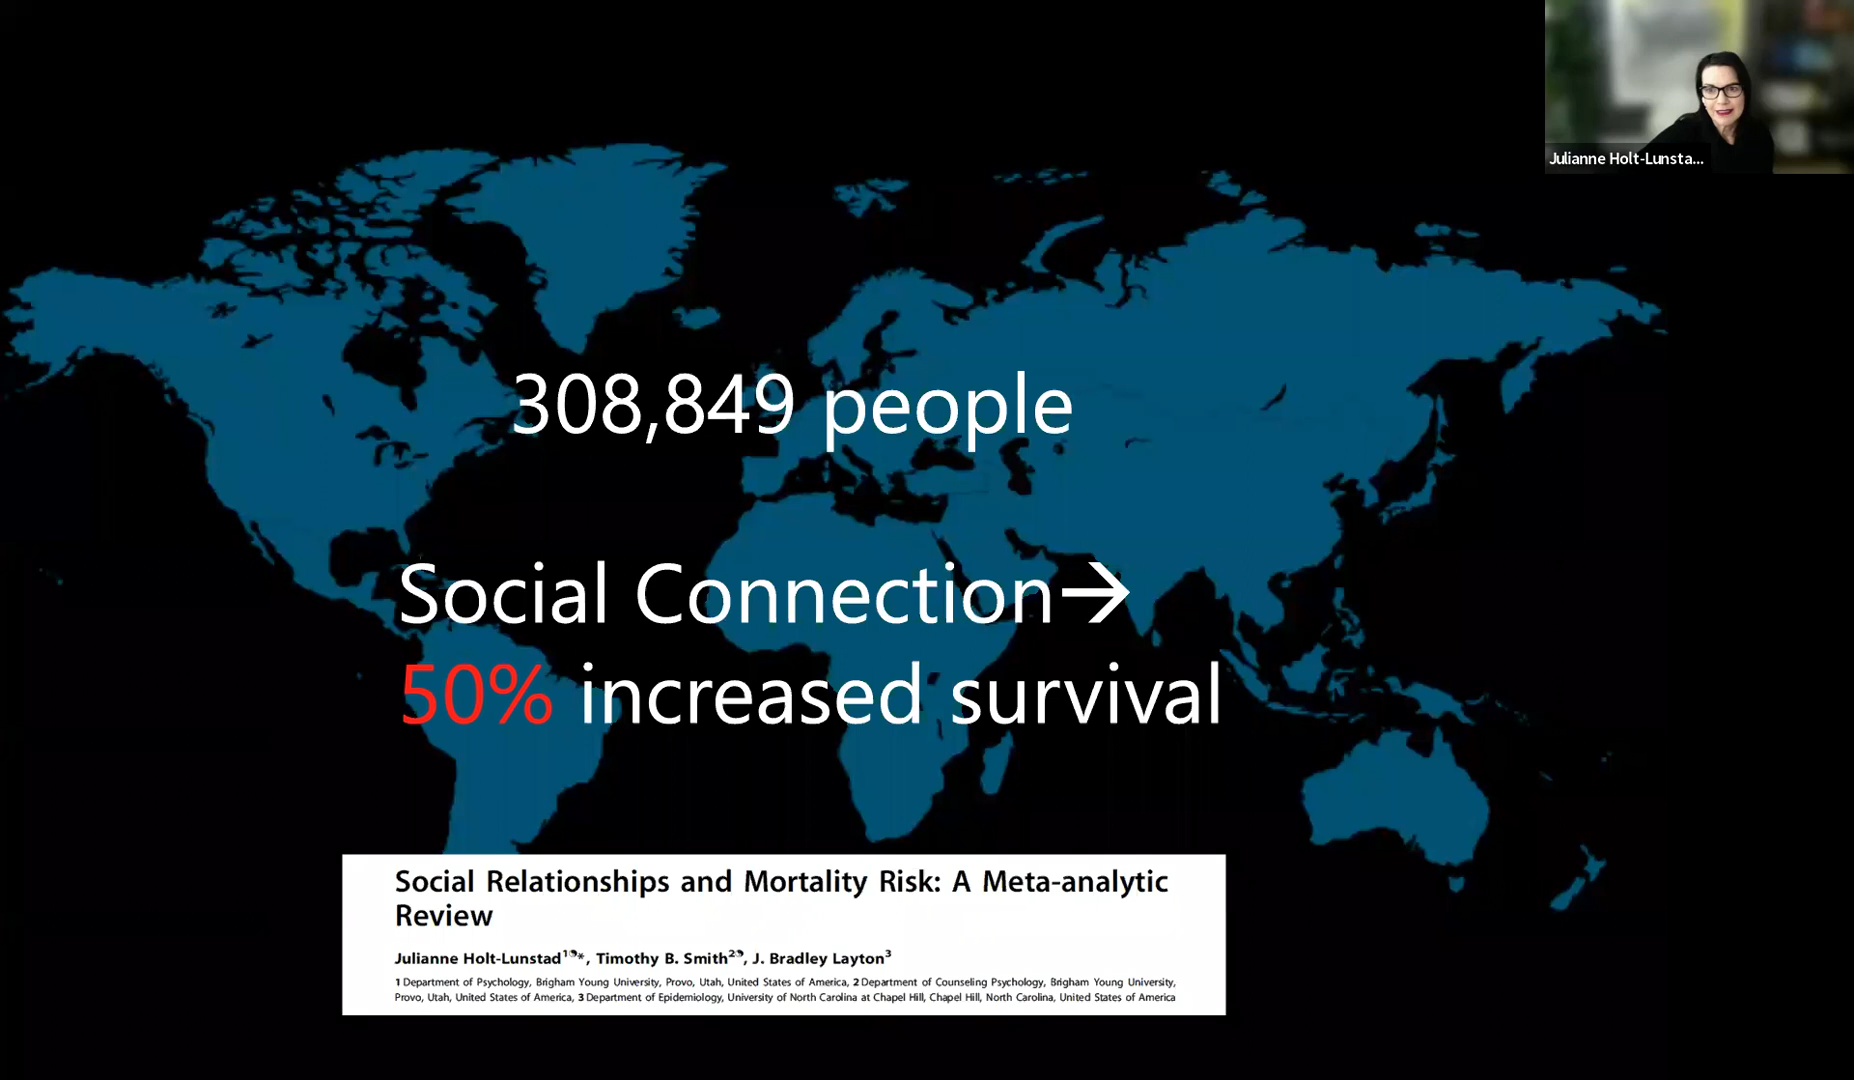 Julianne Holt-Lunsta...
308,849 people
Social Connection→
50% increased survival
Social Relationships and Mortality Risk: A Meta-analytic
Review
Julianne Holt-Lunstad¹*, Timothy B. Smith², J. Bradley Layton³
1 Department of Psychology, Brigham Young University, Provo, Utah, United States of America, 2 Department of Counseling Psychology, Brigham Young University,
Provo, Utah, United States of America, 3 Department of Epidemiology, University of North Carolina at Chapel Hill, Chapel Hill, North Carolina, United States of America